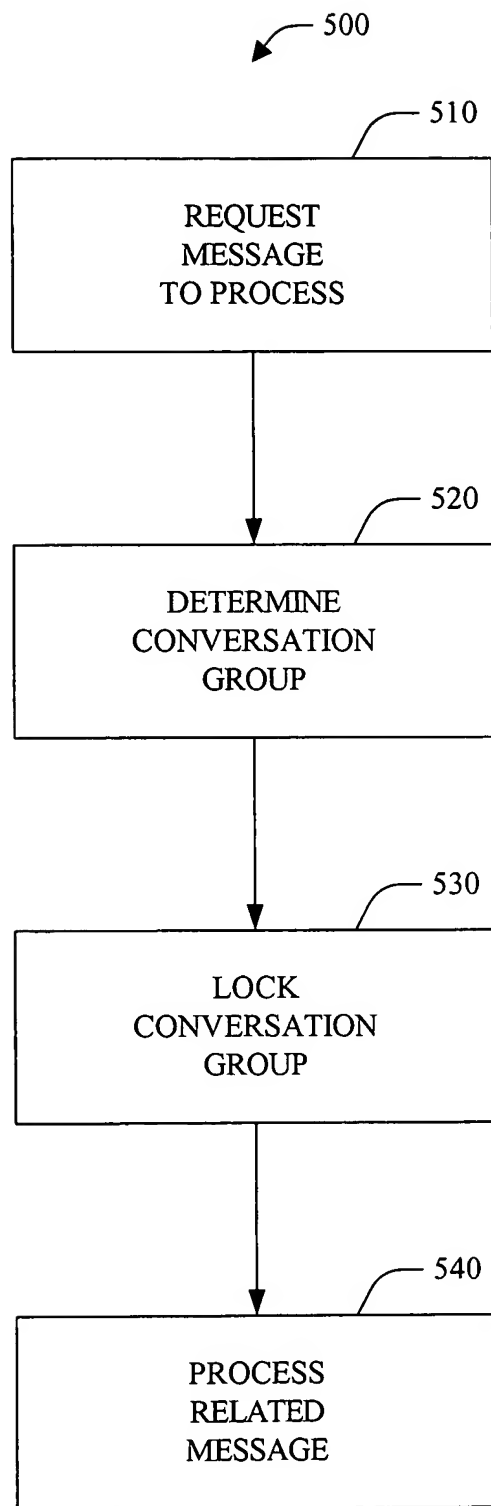 500
510
REQUEST
MESSAGE
TO PROCESS
520
DETERMINE
CONVERSATION
GROUP
530
LOCK
CONVERSATION
GROUP
540
PROCESS
RELATED
MESSAGE